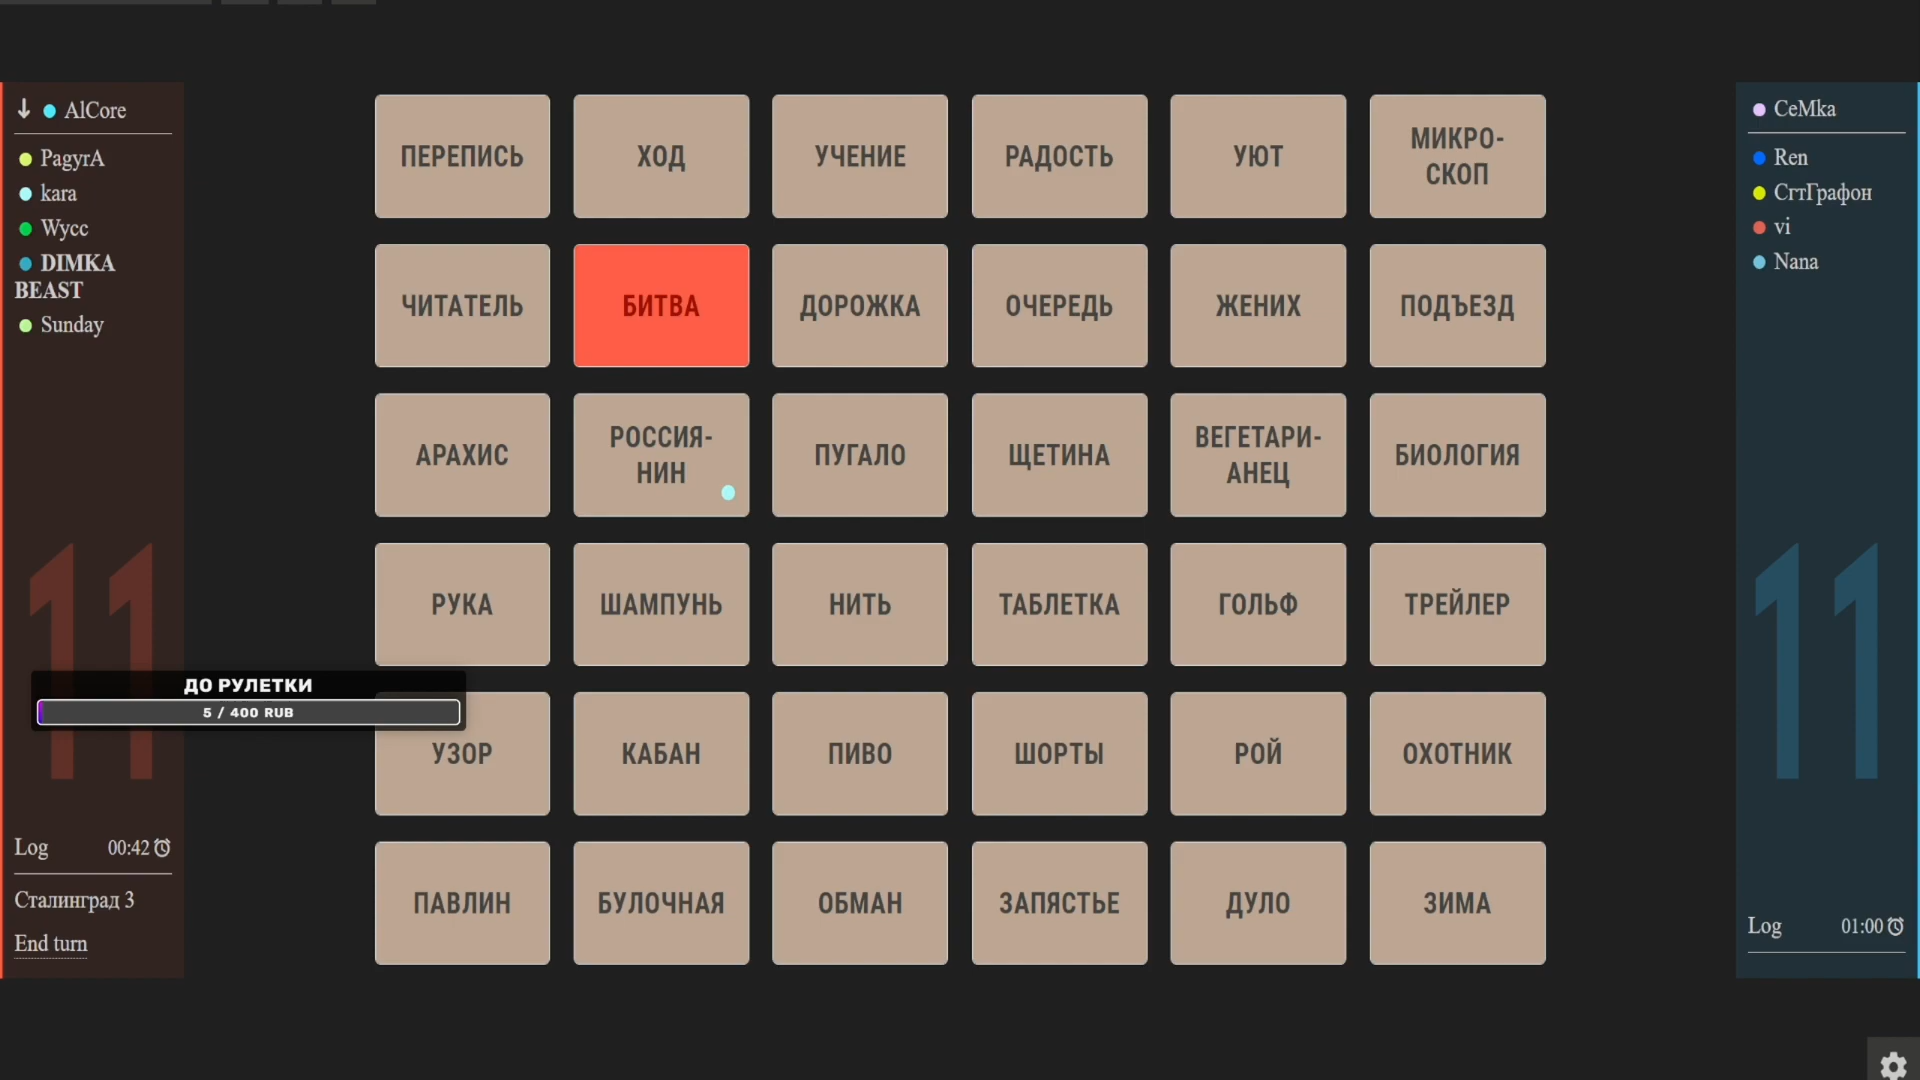 AlCore
PagyrA
kara
Wycc
DIMKA
BEAST
Sunday
11
ДО РУЛЕТКИ
5 / 400 RUB
Log 00:42
Сталинград 3
End turn
ПЕРЕПИСЬ ХОД УЧЕНИЕ РАДОСТЬ УЮТ МИКРО-
СКОП
ЧИТАТЕЛЬ БИТВА ДОРОЖКА ОЧЕРЕДЬ ЖЕНИХ ПОДЪЕЗД
АРАХИС РОССИЯ-
НИН ПУГАЛО ЩЕТИНА ВЕГЕТАРИ-
АНЕЦ БИОЛОГИЯ
РУКА ШАМПУНЬ НИТЬ ТАБЛЕТКА ГОЛЬФ ТРЕЙЛЕР
УЗОР КАБАН ПИВО ШОРТЫ РОЙ ОХОТНИК
ПАВЛИН БУЛОЧНАЯ ОБМАН ЗАПЯСТЬЕ ДУЛО ЗИМА
CeMka
Ren
СгтГрафон
vi
Nana
11
Log 01:00